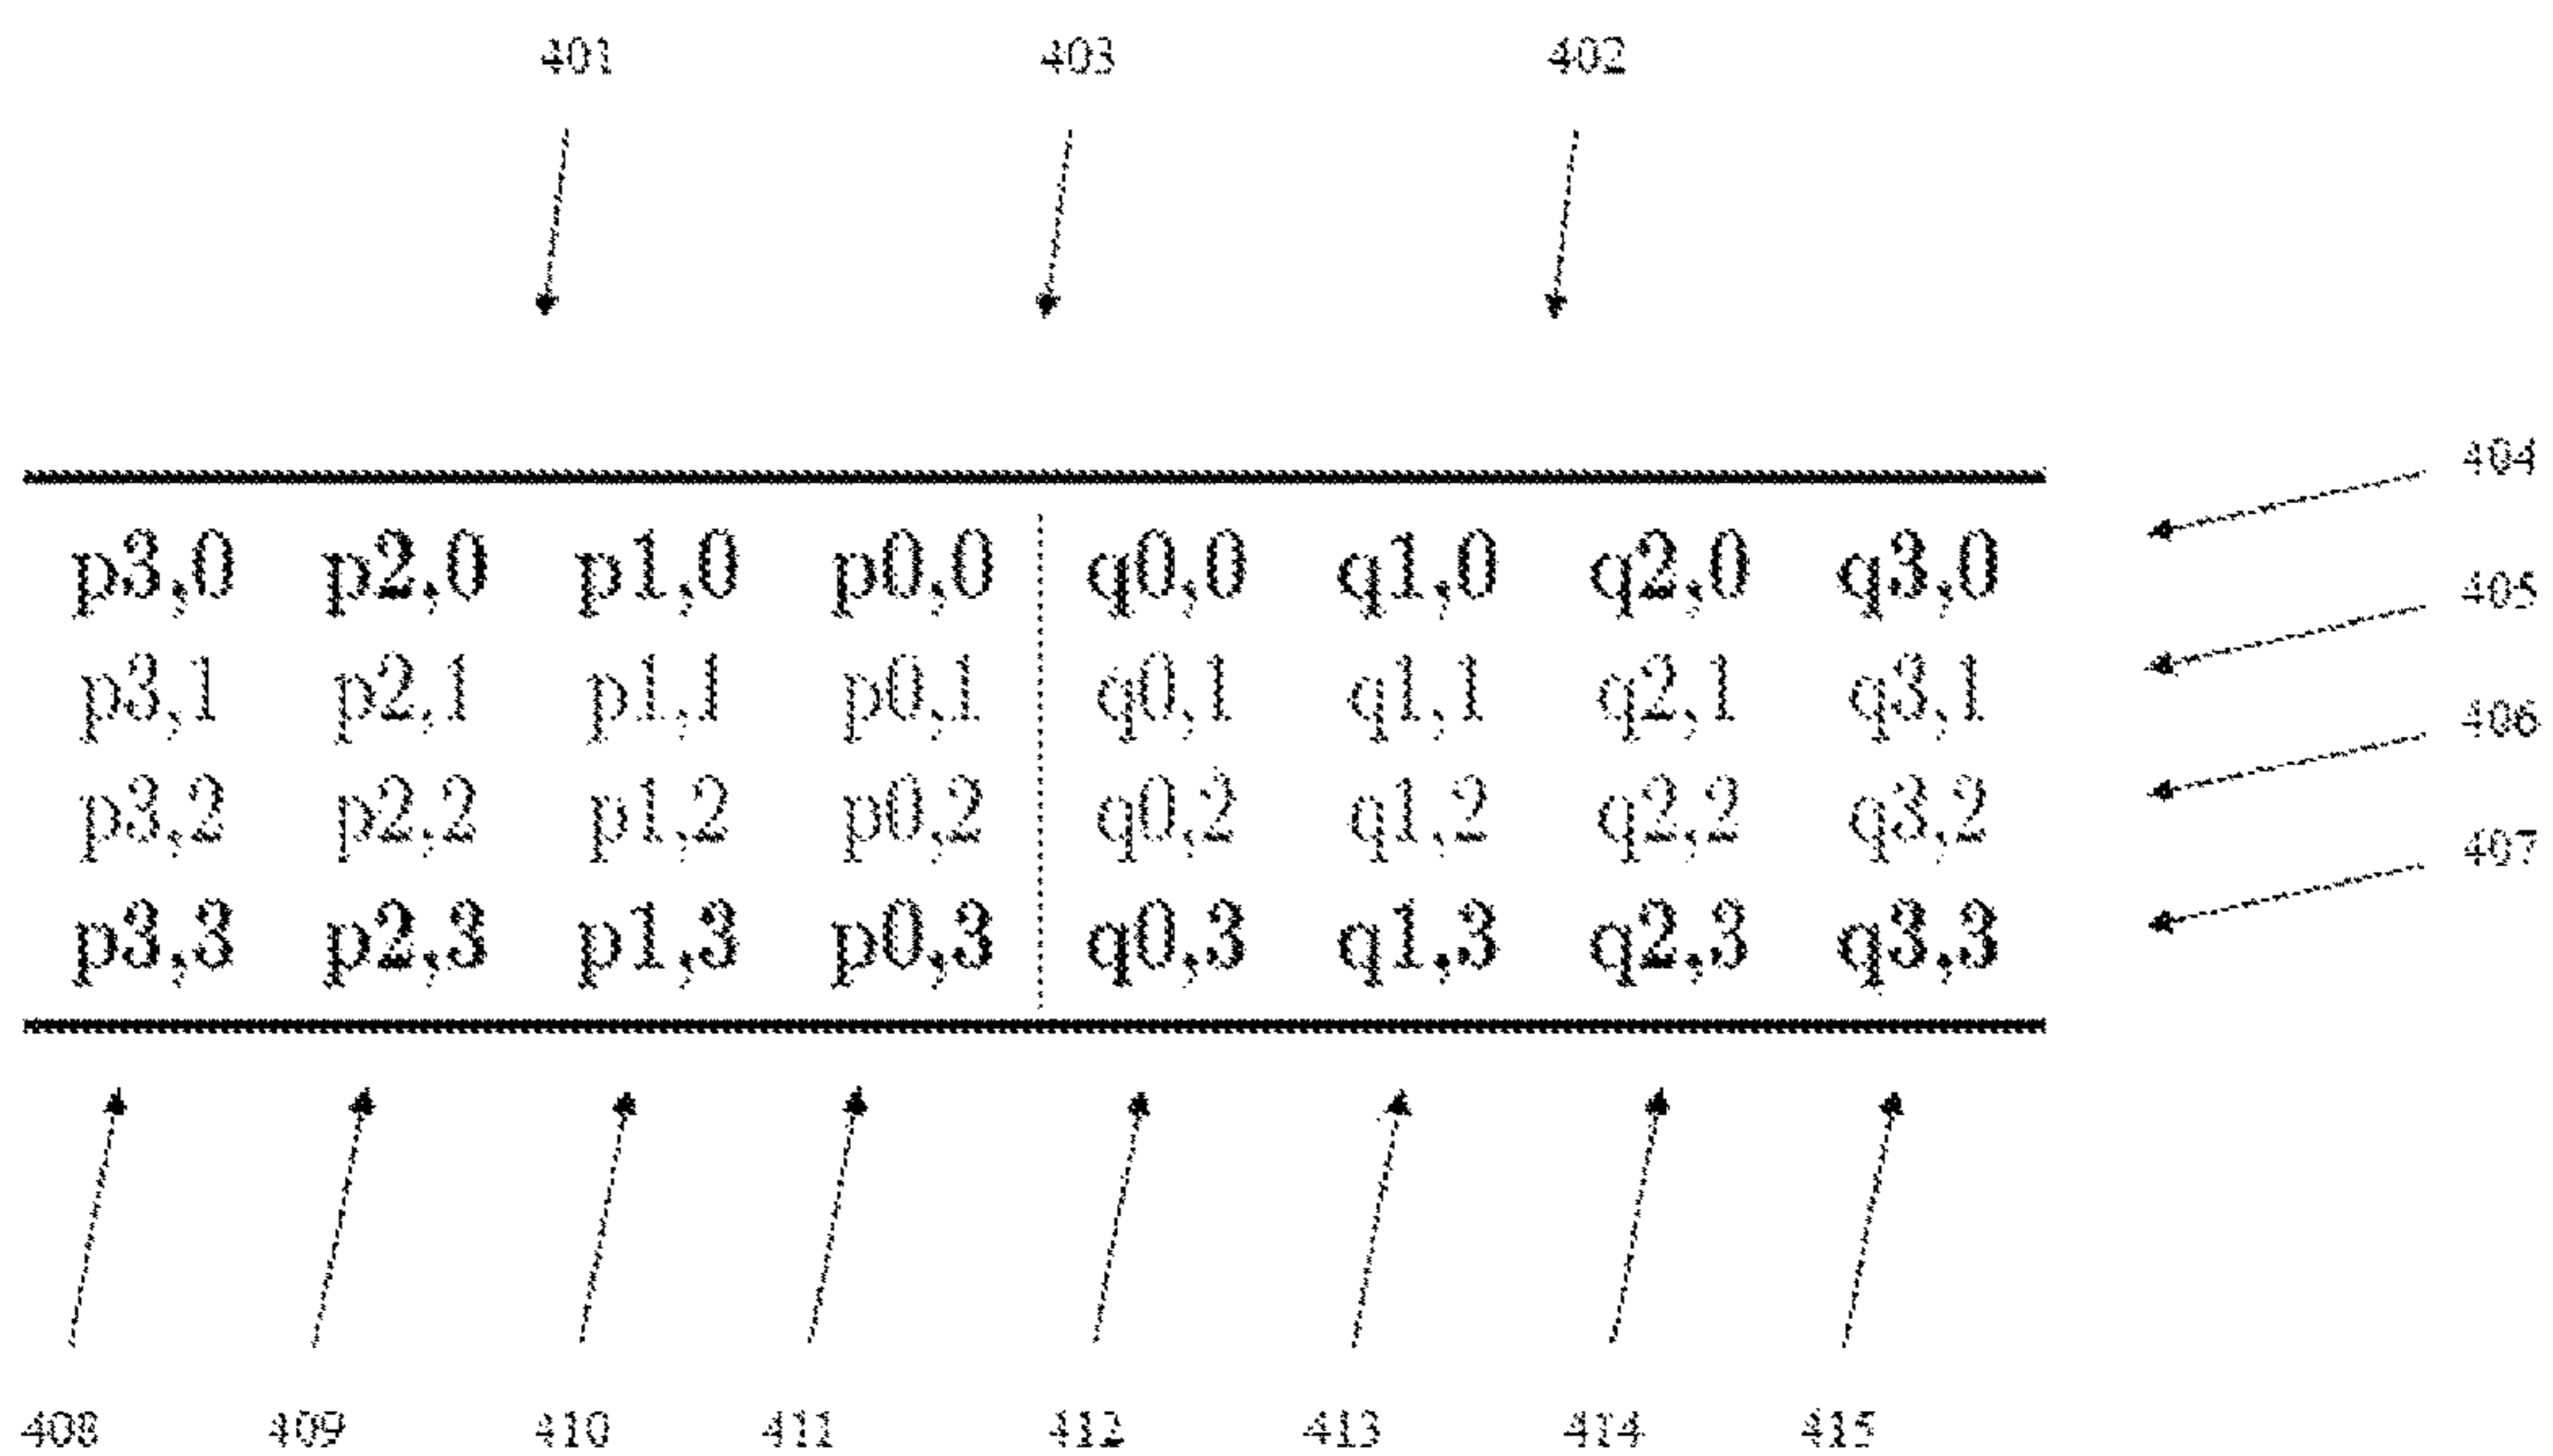 401 403 402
404
p3,0 p2,0 p1,0 p0,0 q0,0 q1,0 q2,0 q3,0
405
p3,1 p2,1 p1,1 p0,1 q0,1 q1,1 q2,1 q3,1
406
p3,2 p2,2 p1,2 p0,2 q0,2 q1,2 q2,2 q3,2
407
p3,3 p2,3 p1,3 p0,3 q0,3 q1,3 q2,3 q3,3
408 409 410 411 412 413 414 415